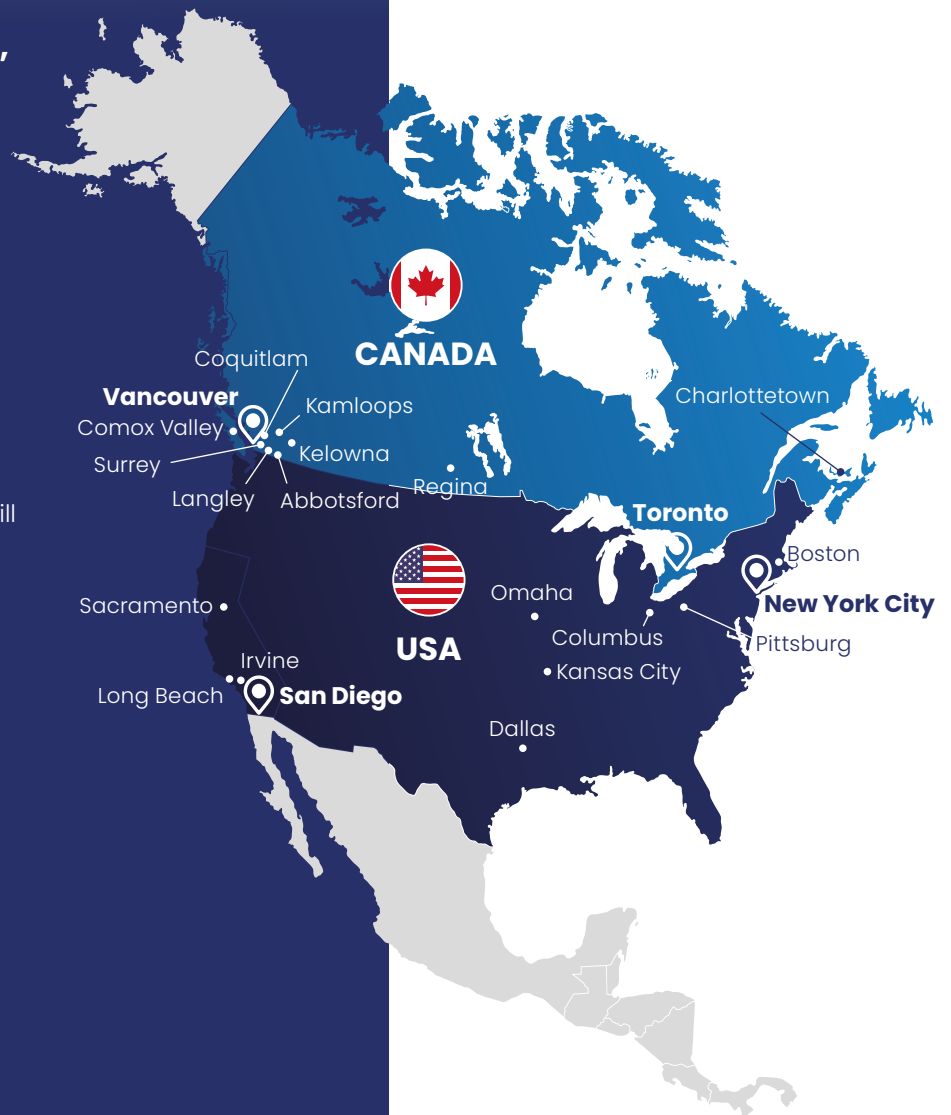 ,
CANADA
Coquitlam
Vancouver
Kamloops
Charlottetown
Comox Valley
Kelowna
Surrey
Regina
Langley
Abbotsford
ill
Toronto
Boston
Omaha
New York City
Sacramento
Columbus
Pittsburg
USA
Irvine
Kansas City
Long Beach
San Diego
Dallas